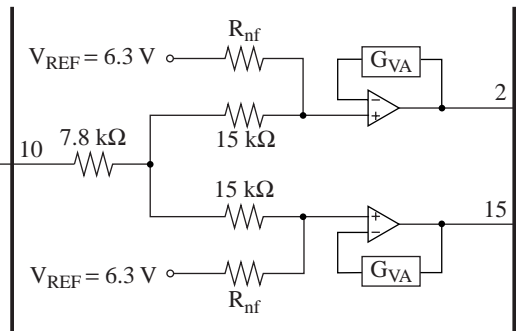 R_nf
V_REF = 6.3 V
G_VA
−
+
2
15 kΩ
10
7.8 kΩ
15 kΩ
+
−
15
V_REF = 6.3 V
G_VA
R_nf